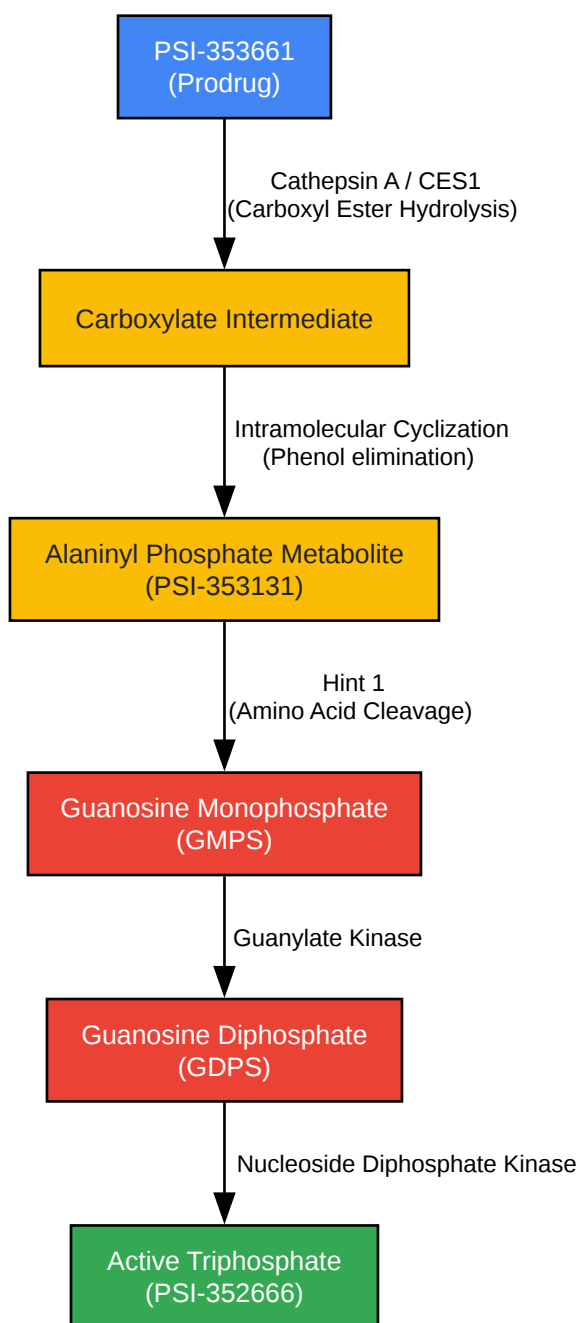 PSI-353661
(Prodrug)
Cathepsin A / CES1
(Carboxyl Ester Hydrolysis)
Carboxylate Intermediate
Intramolecular Cyclization
(Phenol elimination)
Alaninyl Phosphate Metabolite
(PSI-353131)
Hint 1
(Amino Acid Cleavage)
Guanosine Monophosphate
(GMPS)
Guanylate Kinase
Guanosine Diphosphate
(GDPS)
Nucleoside Diphosphate Kinase
Active Triphosphate
(PSI-352666)